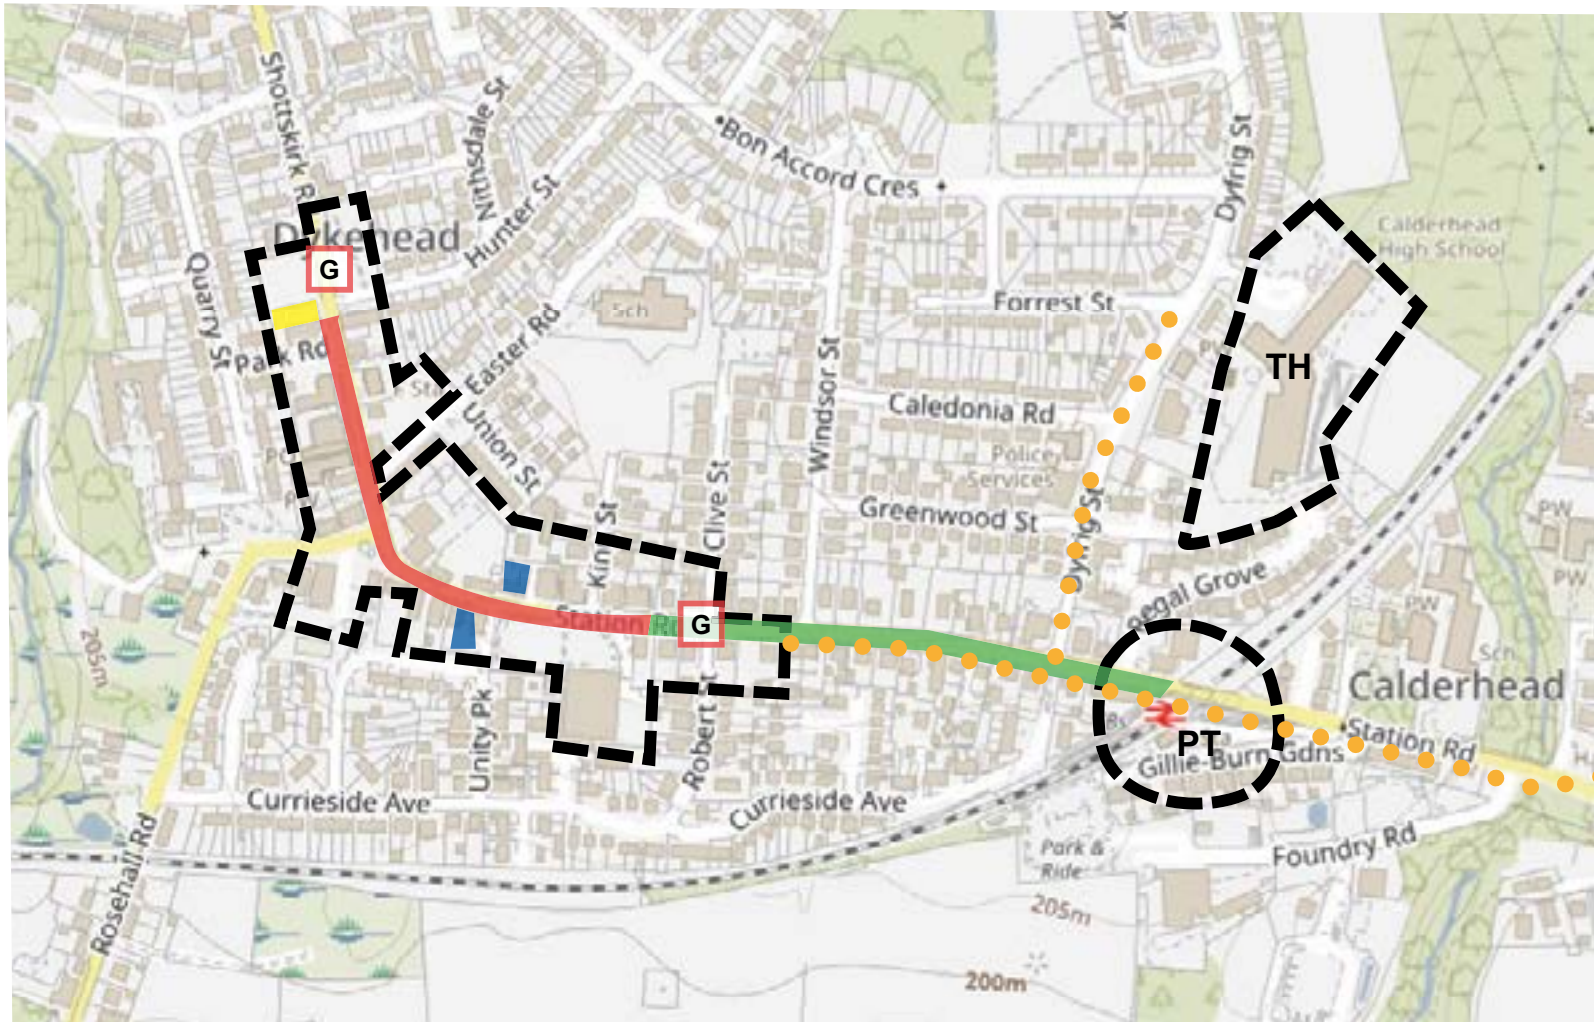 Shottskirk R
Nithsdale St
Bon Accord Cres
Dyfrig St
Calderhead
High School
Dykehead
Hunter St
G
Quarry St
Sch
Forrest St
Park Rd
Easter Rd
Windsor St
TH
Caledonia Rd
Union St
Police
Services
Clive St
Greenwood St
PW
King St
Dyfrig St
Regal Grove
PW
PW
Station R
G
205m
Sch
Calderhead
Unity Pk
Robert St
PT
Station Rd
Gillie Burn Gdns
Currieside Ave
Currieside Ave
Rosehall Rd
Park &
Ride
Foundry Rd
205m
200m